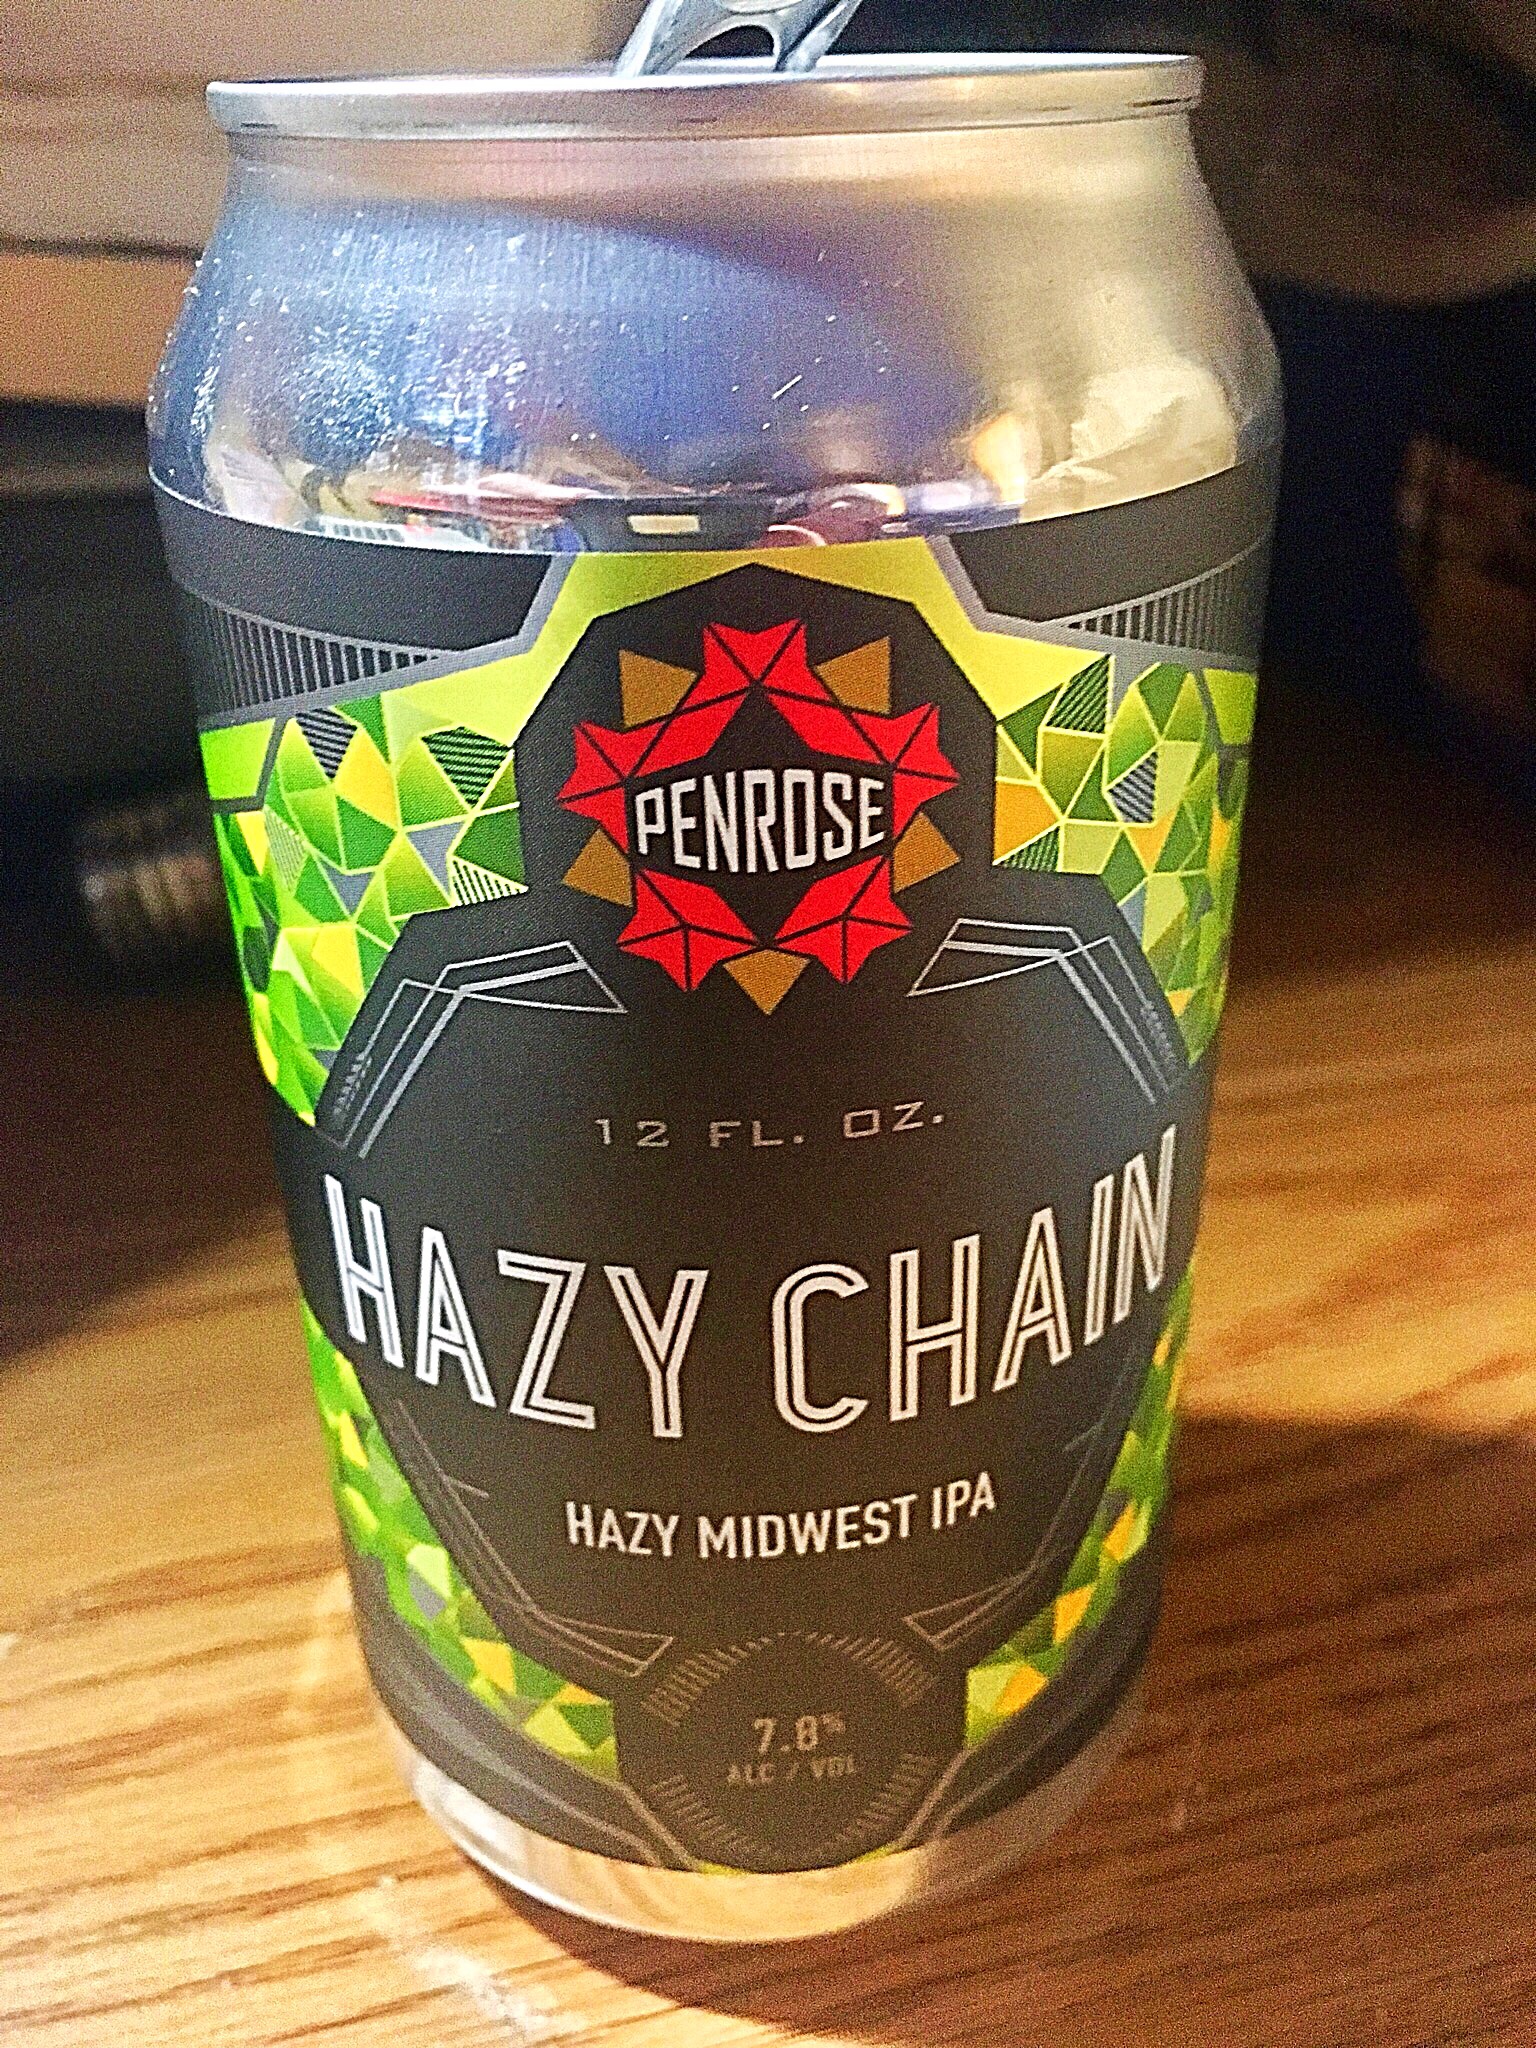 PENROSE
12 FL. OZ.
HAZY CHAIN
HAZY MIDWEST IPA
7.8%
ALC / VOL